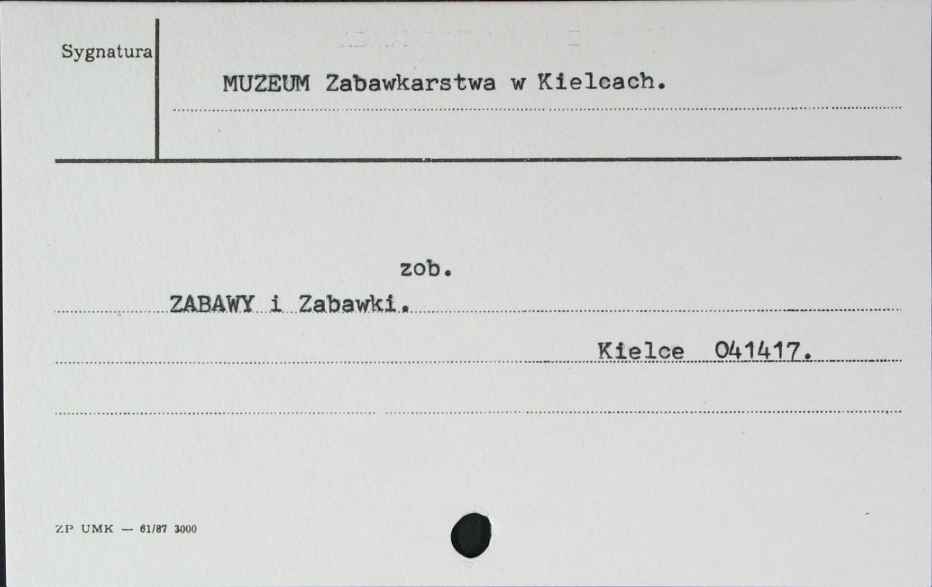 Sygnatura
MUZEUM Zabawkarstwa w Kielcach.
zob.
ZABAWY i Zabawki.
Kielce 041417.
ZP UMK — 61/87 3000